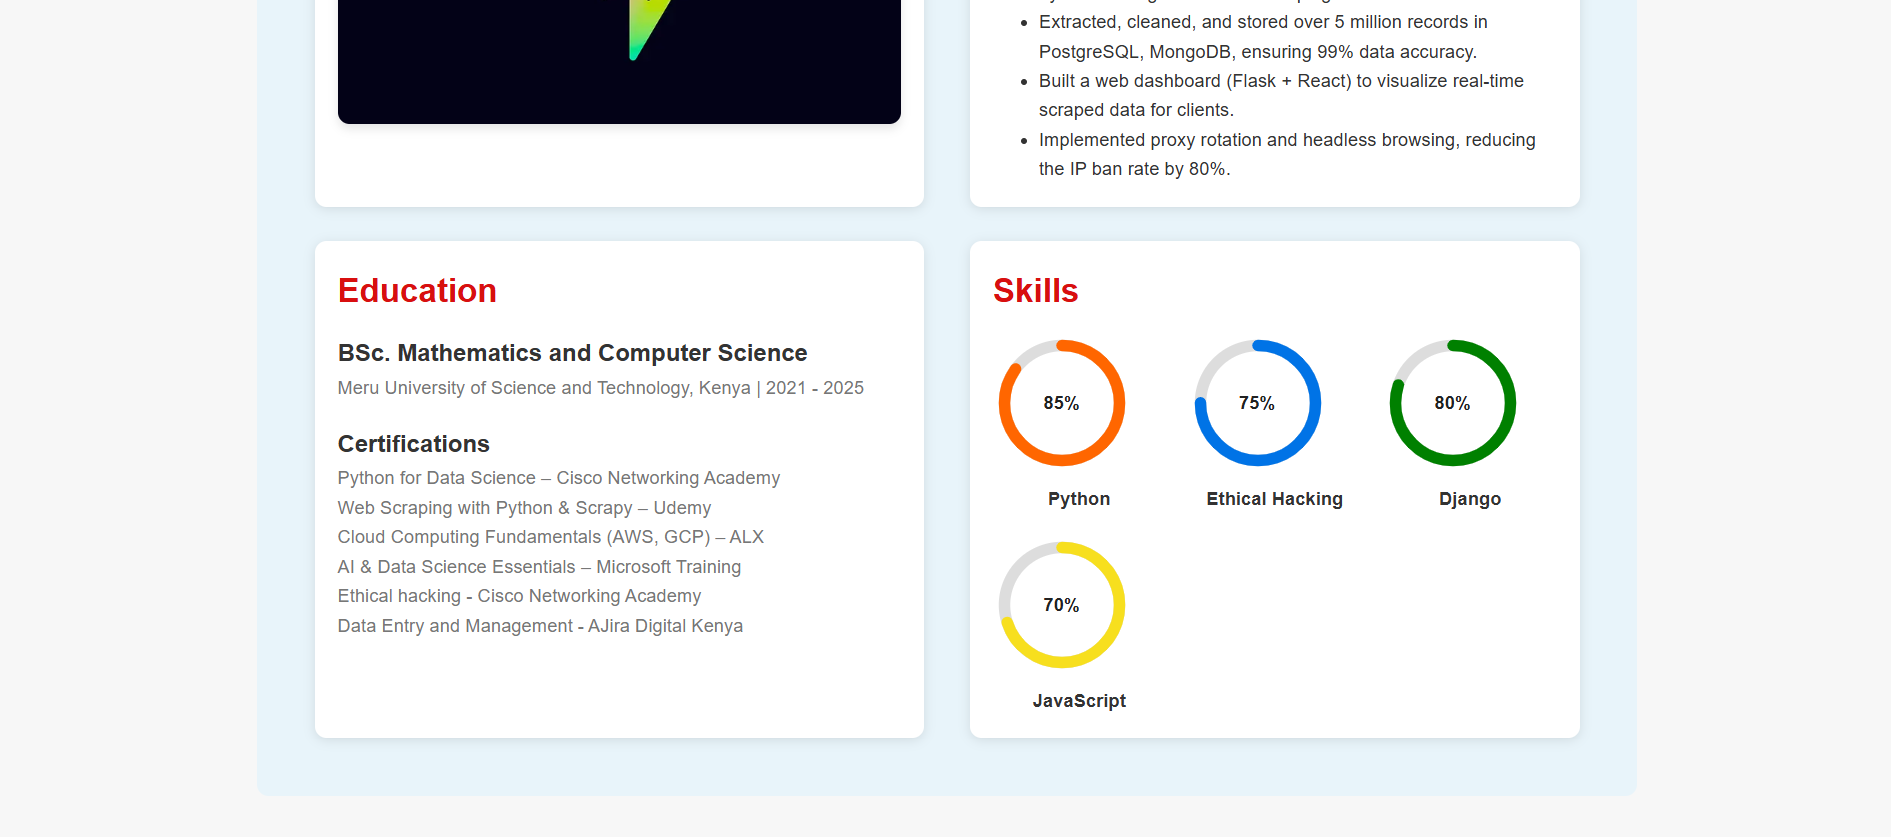 Extracted, cleaned, and stored over 5 million records in
PostgreSQL, MongoDB, ensuring 99% data accuracy.
Built a web dashboard (Flask + React) to visualize real-time
scraped data for clients.
Implemented proxy rotation and headless browsing, reducing
the IP ban rate by 80%.
Education
BSc. Mathematics and Computer Science
Meru University of Science and Technology, Kenya | 2021 - 2025
Certifications
Python for Data Science – Cisco Networking Academy
Web Scraping with Python & Scrapy – Udemy
Cloud Computing Fundamentals (AWS, GCP) – ALX
AI & Data Science Essentials – Microsoft Training
Ethical hacking - Cisco Networking Academy
Data Entry and Management - AJira Digital Kenya
Skills
85%
75%
80%
Python
Ethical Hacking
Django
70%
JavaScript